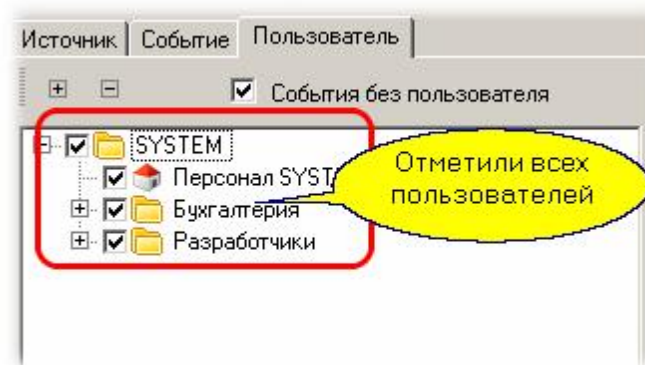 Источник Событие Пользователь
События без пользователя
SYSTEM
Персонал SYST
Бухгалтерия
Разработчики
Отметили всех
пользователей